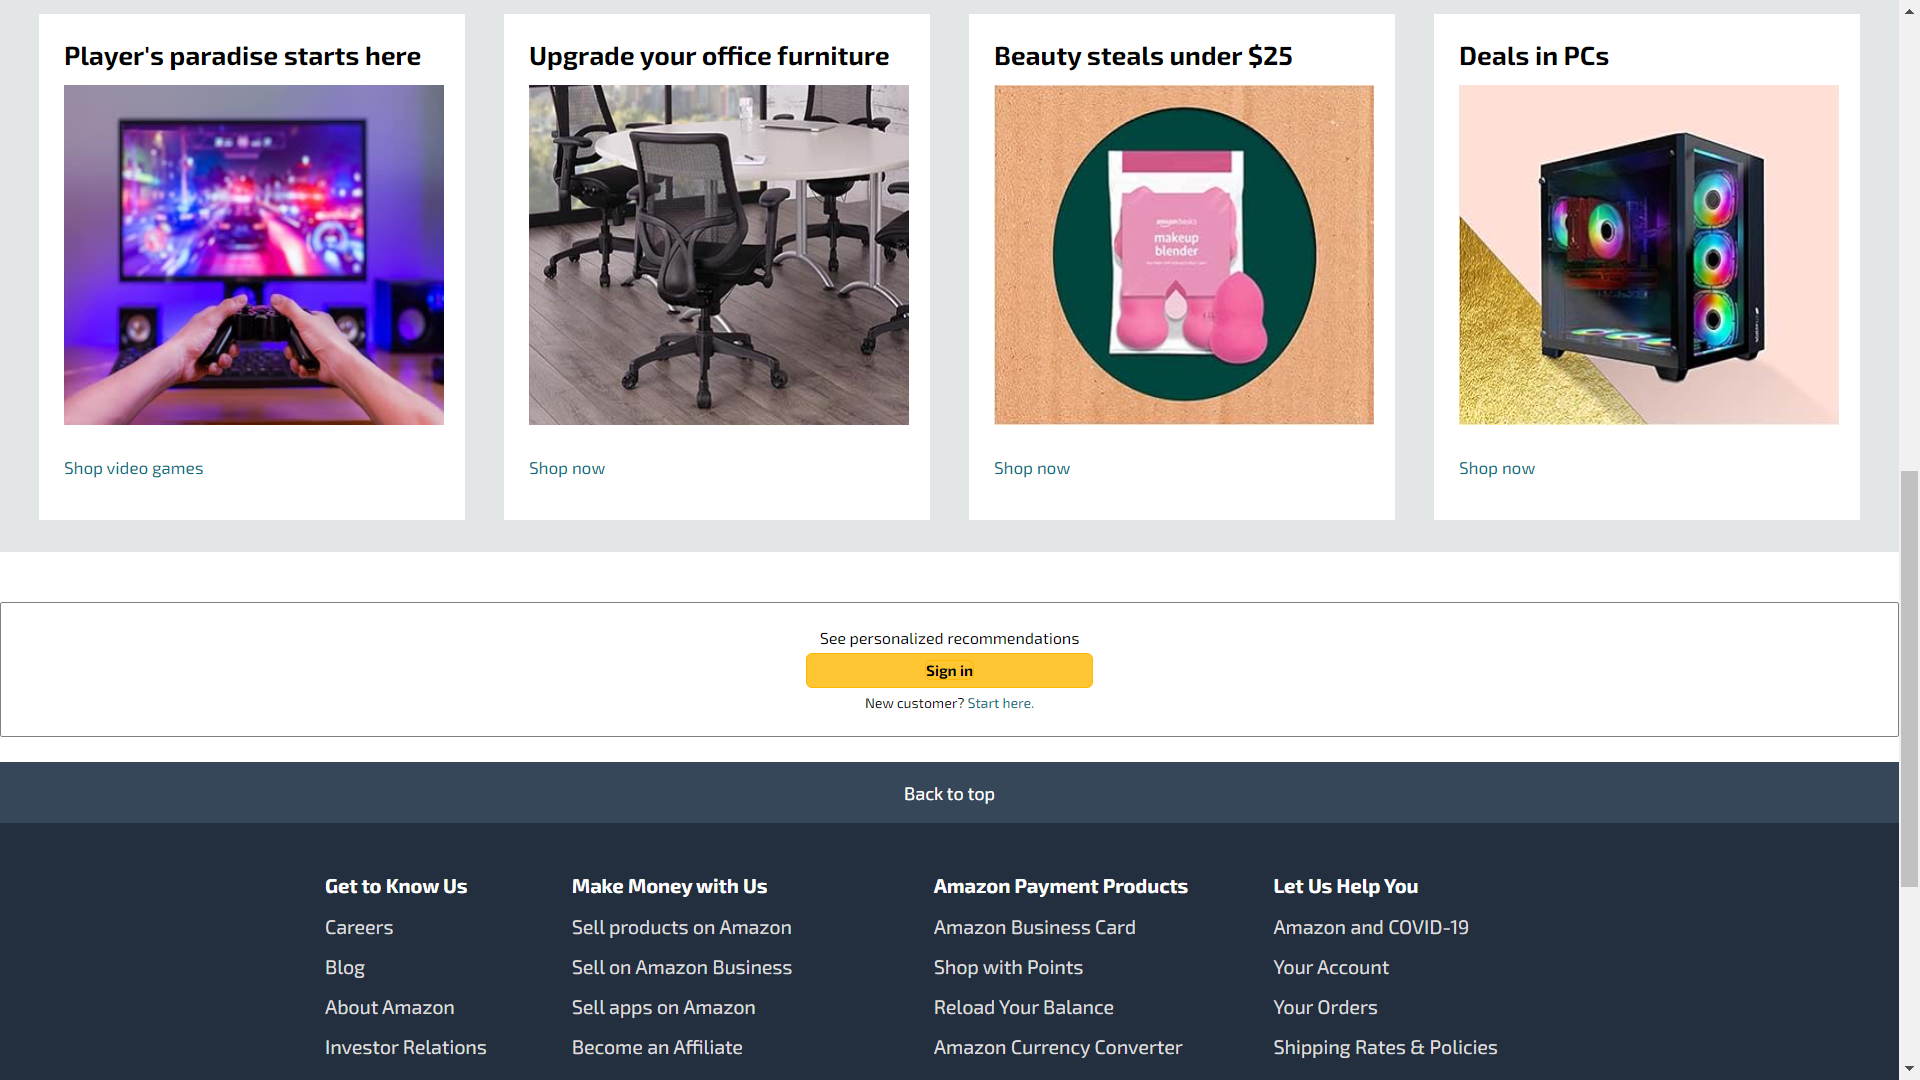 Player's paradise starts here
Shop video games
Upgrade your office furniture
Shop now
Beauty steals under $25
amazonbasics
makeup
blender
Shop now
Deals in PCs
Shop now
See personalized recommendations
Sign in
New customer? Start here.
Back to top
Get to Know Us
Careers
Blog
About Amazon
Investor Relations
Make Money with Us
Sell products on Amazon
Sell on Amazon Business
Sell apps on Amazon
Become an Affiliate
Amazon Payment Products
Amazon Business Card
Shop with Points
Reload Your Balance
Amazon Currency Converter
Let Us Help You
Amazon and COVID-19
Your Account
Your Orders
Shipping Rates & Policies